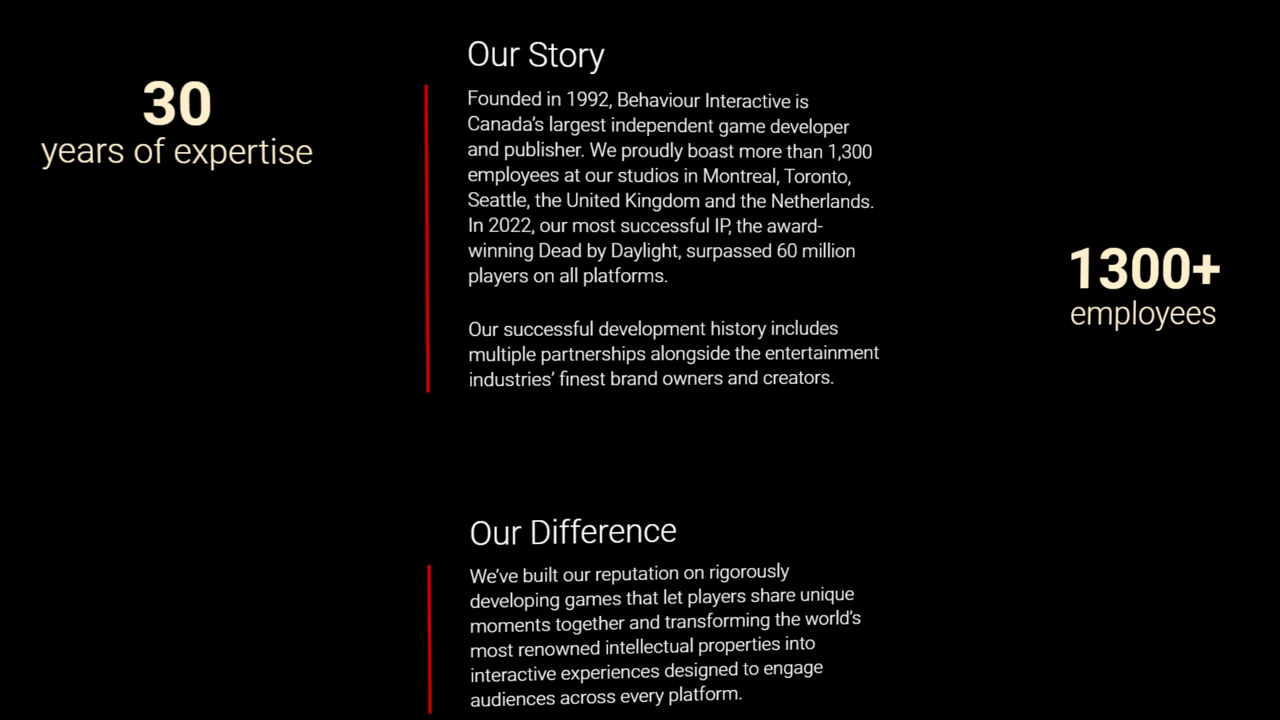 30
years of expertise
Our Story
Founded in 1992, Behaviour Interactive is
Canada's largest independent game developer
and publisher. We proudly boast more than 1,300
employees at our studios in Montreal, Toronto,
Seattle, the United Kingdom and the Netherlands.
In 2022, our most successful IP, the award-
winning Dead by Daylight, surpassed 60 million
players on all platforms.
Our successful development history includes
multiple partnerships alongside the entertainment
industries' finest brand owners and creators.
1300+
employees
Our Difference
We've built our reputation on rigorously
developing games that let players share unique
moments together and transforming the world's
most renowned intellectual properties into
interactive experiences designed to engage
audiences across every platform.